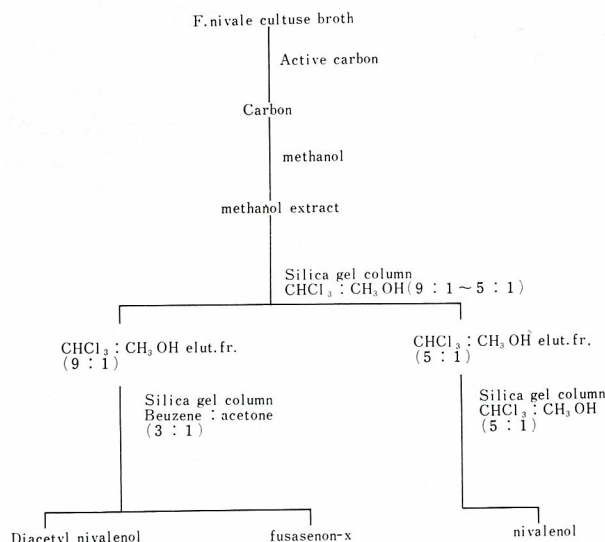 F.nivale cultuse broth
Active carbon
Carbon
methanol
methanol extract
Silica gel column
CHCl₃ : CH₃OH(9 : 1~5 : 1)
CHCl₃ : CH₃OH elut.fr.
(9 : 1)
CHCl₃ : CH₃OH elut.fr.
(5 : 1)
Silica gel column
Beuzene : acetone
(3 : 1)
Silica gel column
CHCl₃ : CH₃OH
(5 : 1)
Diacetyl nivalenol
fusasenon-x
nivalenol